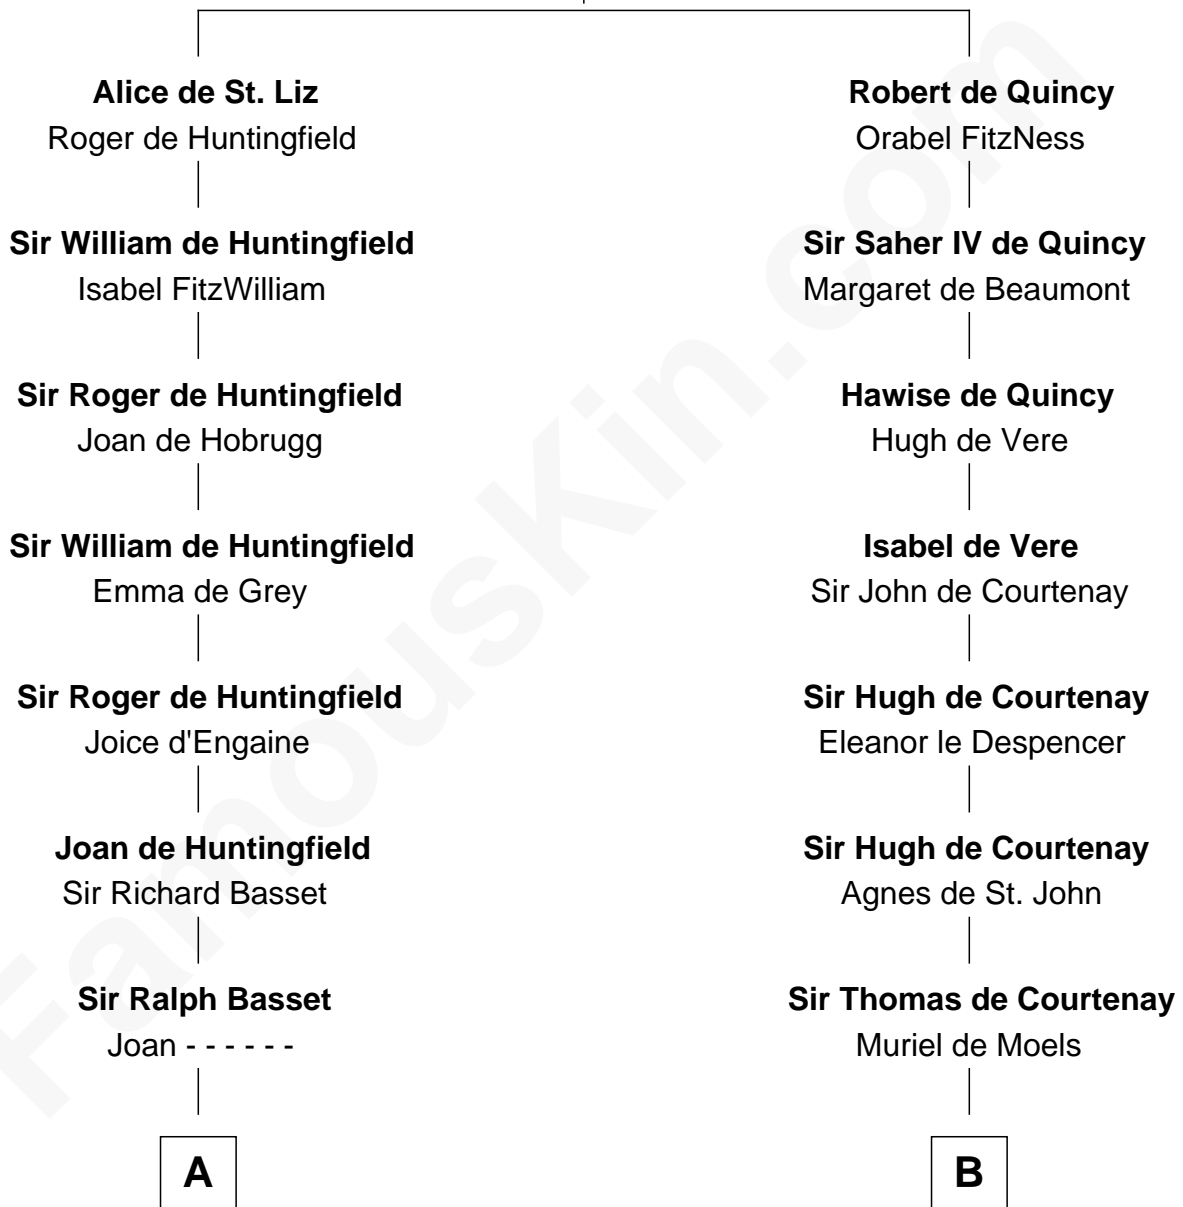 Alice de St. Liz
Roger de Huntingfield
Sir William de Huntingfield
Isabel FitzWilliam
Sir Roger de Huntingfield
Joan de Hobrugg
Sir William de Huntingfield
Emma de Grey
Sir Roger de Huntingfield
Joice d'Engaine
Joan de Huntingfield
Sir Richard Basset
Sir Ralph Basset
Joan - - - - - -
A
Robert de Quincy
Orabel FitzNess
Sir Saher IV de Quincy
Margaret de Beaumont
Hawise de Quincy
Hugh de Vere
Isabel de Vere
Sir John de Courtenay
Sir Hugh de Courtenay
Eleanor le Despencer
Sir Hugh de Courtenay
Agnes de St. John
Sir Thomas de Courtenay
Muriel de Moels
B
FamousKin.com